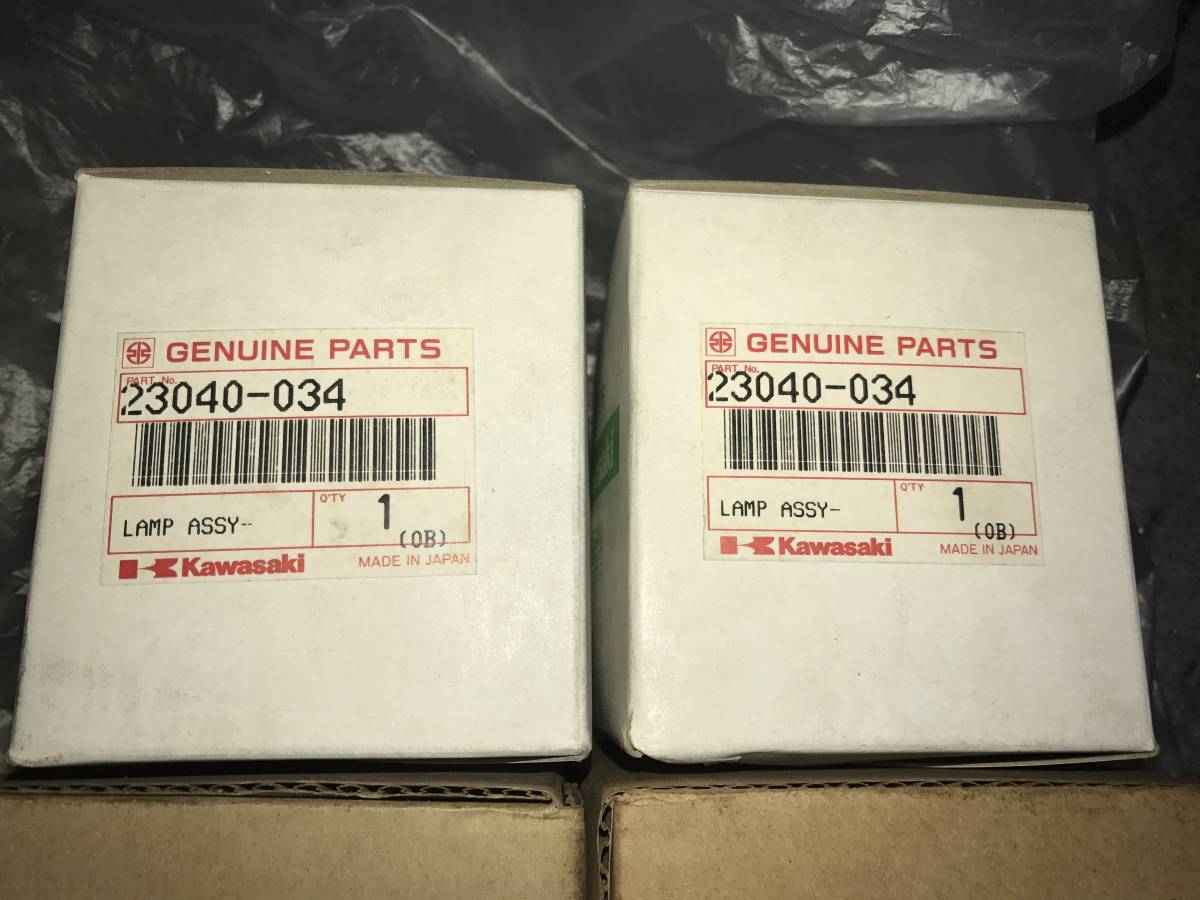 GENUINE PARTS
PART No.
23040-034
LAMP ASSY-
Q'TY
1
(OB)
Kawasaki
MADE IN JAPAN
GENUINE PARTS
PART No.
23040-034
LAMP ASSY-
Q'TY
1
(OB)
Kawasaki
MADE IN JAPAN